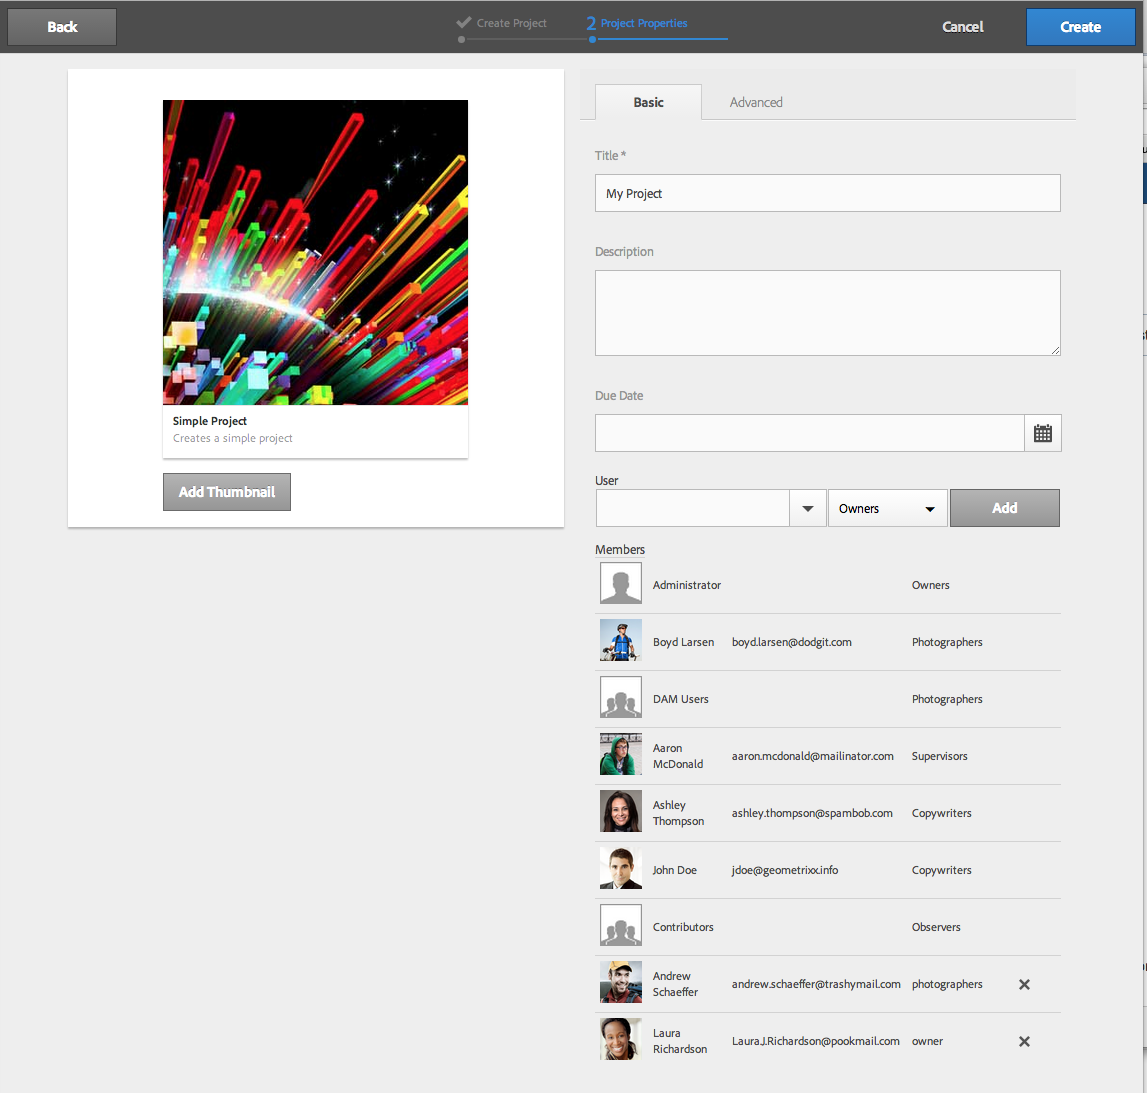 Back
Create Project
2 Project Properties
Cancel
Create
Simple Project
Creates a simple project
Add Thumbnail
Basic
Advanced
Title *
My Project
Description
Due Date
User
Owners
Add
Members
Administrator Owners
Boyd Larsen boyd.larsen@dodgit.com Photographers
DAM Users Photographers
Aaron
McDonald aaron.mcdonald@mailinator.com Supervisors
Ashley
Thompson ashley.thompson@spambob.com Copywriters
John Doe jdoe@geometrixx.info Copywriters
Contributors Observers
Andrew
Schaeffer andrew.schaeffer@trashymail.com photographers
Laura
Richardson Laura.J.Richardson@pookmail.com owner